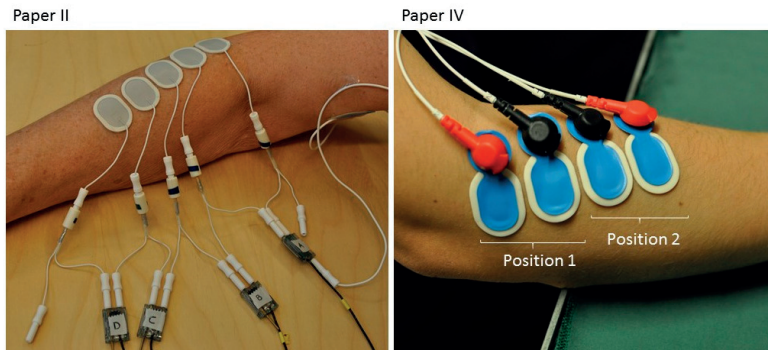 Paper II
Paper IV
D
C
B
Position 1
Position 2